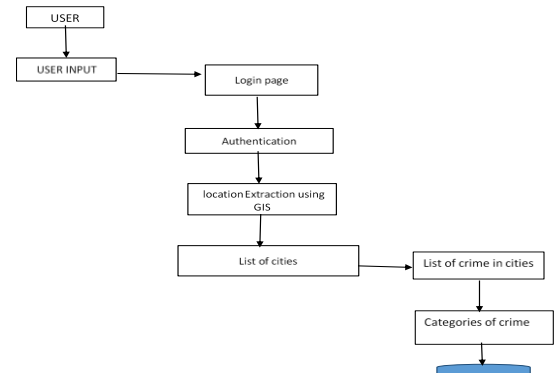 USER
USER INPUT
Login page
Authentication
location Extraction using
GIS
List of cities
List of crime in cities
Categories of crime